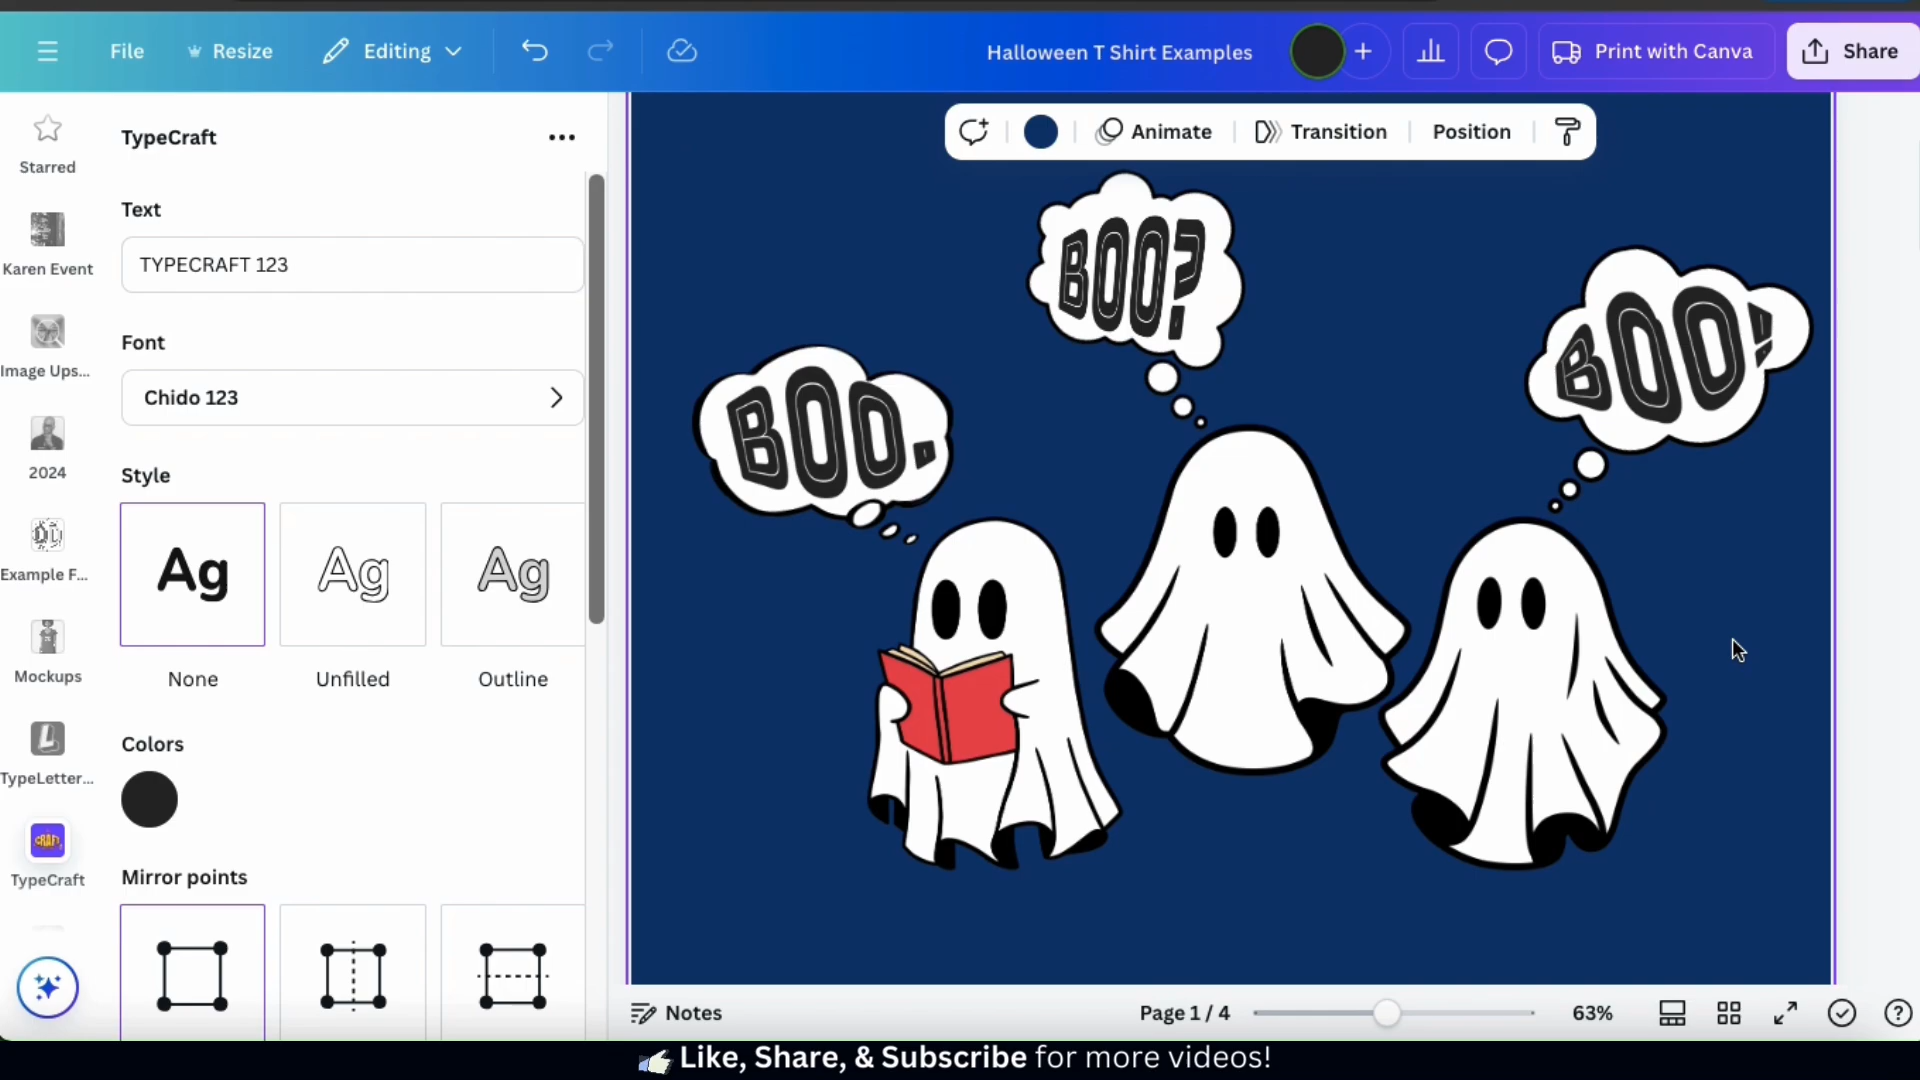 File
Resize
Editing
Halloween T Shirt Examples
Print with Canva
Share
Starred
Karen Event
Image Ups...
2024
Example F...
Mockups
TypeLetter...
TypeCraft
TypeCraft
Text
TYPECRAFT 123
Font
Chido 123
Style
Ag
Ag
Ag
None
Unfilled
Outline
Colors
Mirror points
Animate
Transition
Position
BOO?
BOO!
BOO.
Notes
Page 1 / 4
63%
Like, Share, & Subscribe for more videos!